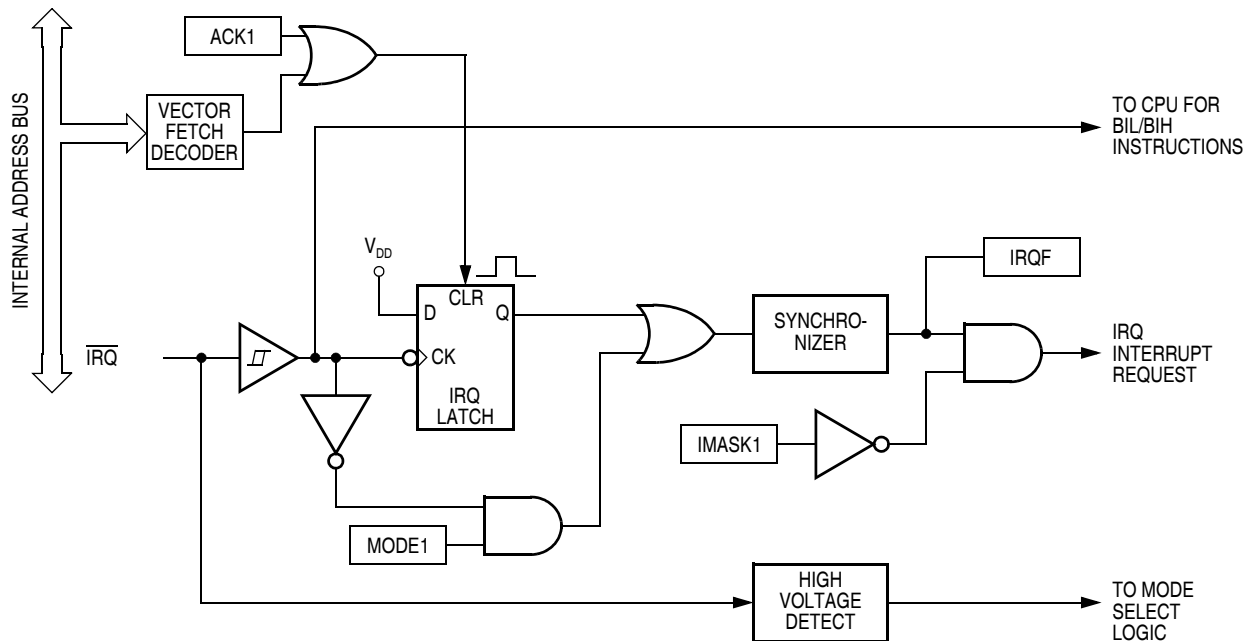 INTERNAL ADDRESS BUS
ACK1
VECTOR
FETCH
DECODER
TO CPU FOR
BIL/BIH
INSTRUCTIONS
VDD
CLR
D
Q
CK
IRQ
LATCH
SYNCHRO-
NIZER
IRQF
IRQ
INTERRUPT
REQUEST
IRQ
IMASK1
MODE1
HIGH
VOLTAGE
DETECT
TO MODE
SELECT
LOGIC